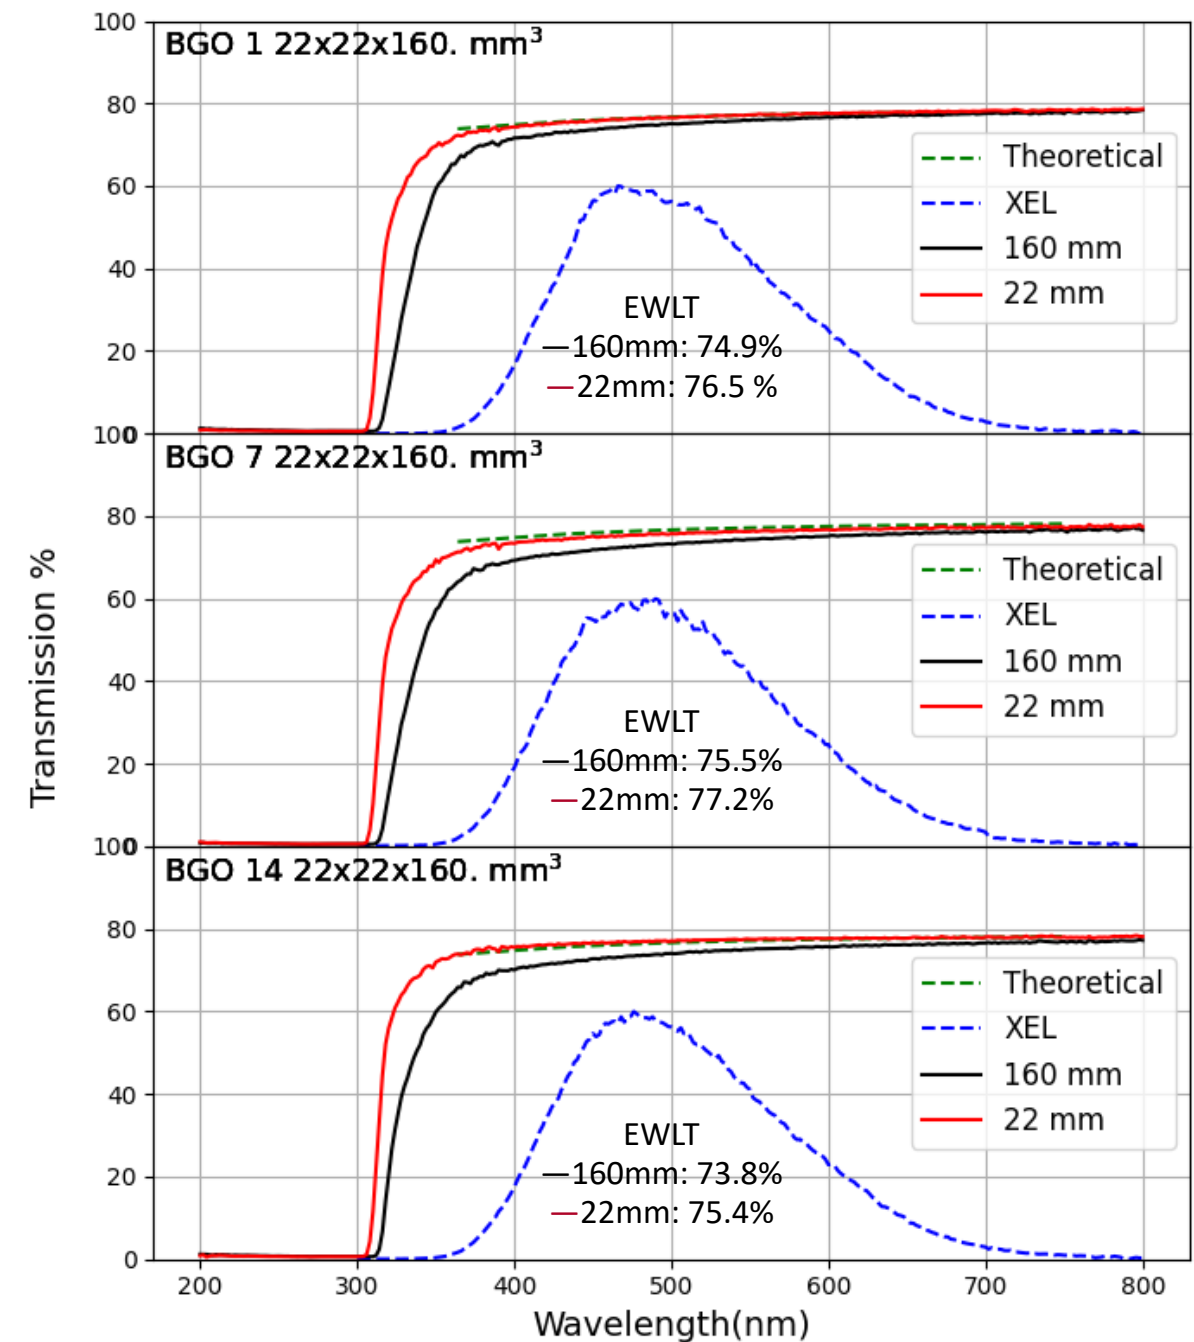 Transmission %
100
80
60
40
20
0
BGO 1 22x22x160. mm³
Theoretical
XEL
160 mm
22 mm
EWLT
—160mm: 74.9%
—22mm: 76.5 %
100
80
60
40
20
0
BGO 7 22x22x160. mm³
Theoretical
XEL
160 mm
22 mm
EWLT
—160mm: 75.5%
—22mm: 77.2%
100
80
60
40
20
0
BGO 14 22x22x160. mm³
Theoretical
XEL
160 mm
22 mm
EWLT
—160mm: 73.8%
—22mm: 75.4%
200 300 400 500 600 700 800
Wavelength(nm)